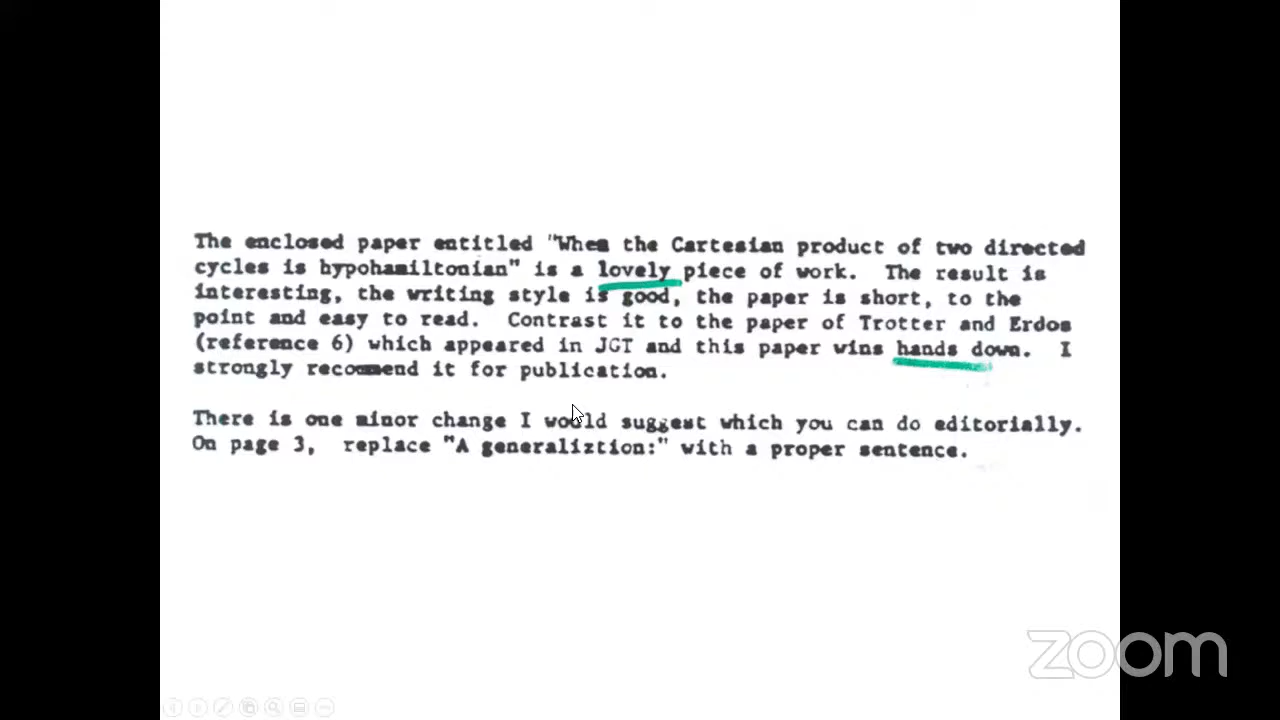 The enclosed paper entitled "When the Cartesian product of two directed
cycles is hypohamiltonian" is a lovely piece of work. The result is
interesting, the writing style is good, the paper is short, to the
point and easy to read. Contrast it to the paper of Trotter and Erdos
(reference 6) which appeared in JGT and this paper wins hands down. I
strongly recommend it for publication.
There is one minor change I would suggest which you can do editorially.
On page 3, replace "A generaliztion:" with a proper sentence.
zoom